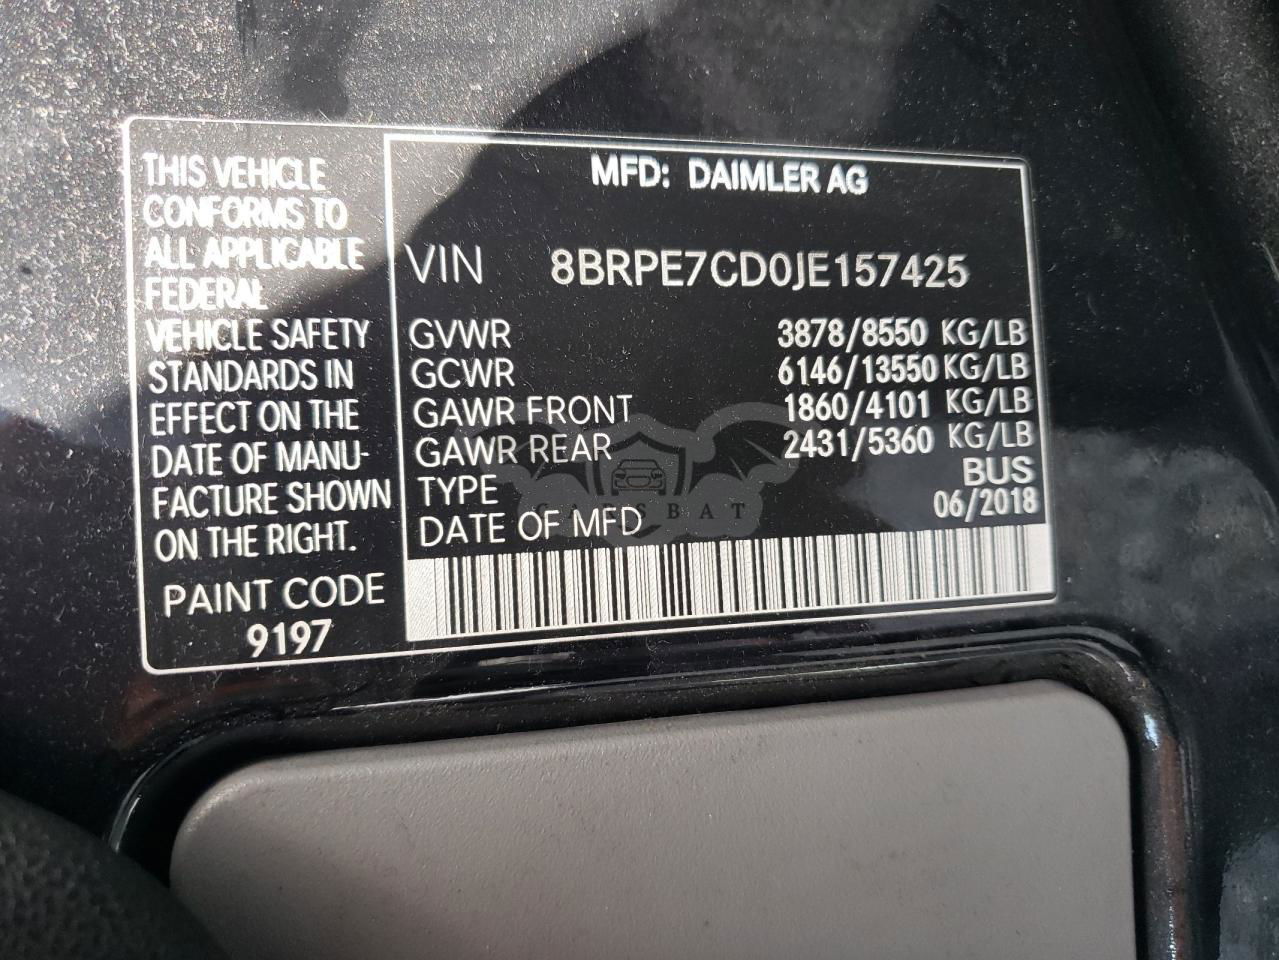 THIS VEHICLE
CONFORMS TO
ALL APPLICABLE
FEDERAL
VEHICLE SAFETY
STANDARDS IN
EFFECT ON THE
DATE OF MANU-
FACTURE SHOWN
ON THE RIGHT.
PAINT CODE
9197
MFD: DAIMLER AG
VIN 8BRPE7CD0JE157425
GVWR 3878/8550 KG/LB
GCWR 6146/13550 KG/LB
GAWR FRONT 1860/4101 KG/LB
GAWR REAR 2431/5360 KG/LB
TYPE BUS
DATE OF MFD 06/2018
CARSBAT